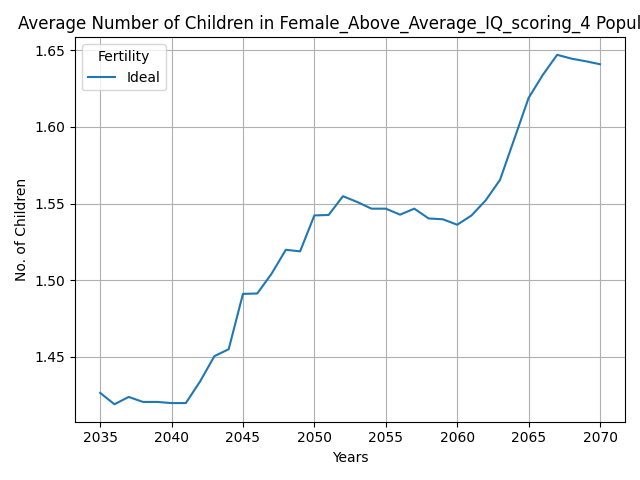 Average Number of Children in Female_Above_Average_IQ_scoring_4 Popul
Fertility
Ideal
1.65
1.60
1.55
1.50
1.45
No. of Children
2035 2040 2045 2050 2055 2060 2065 2070
Years